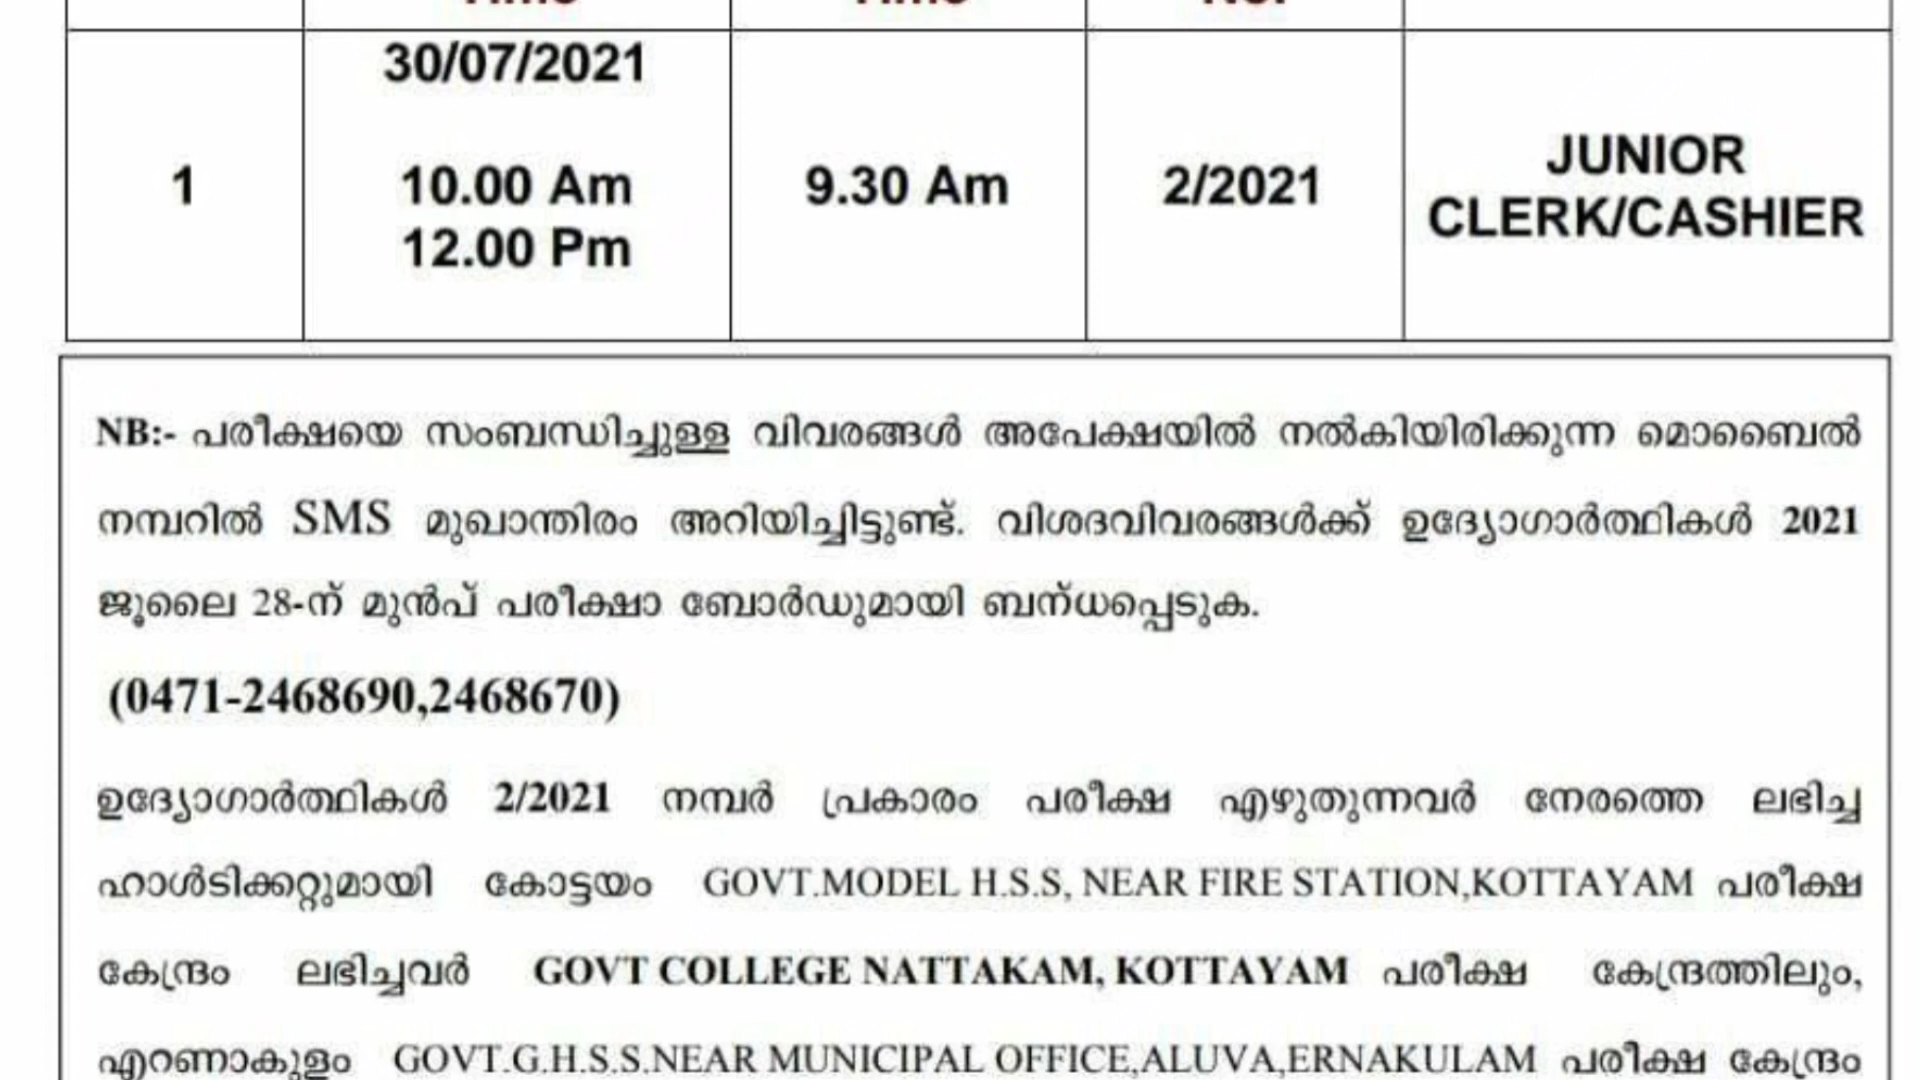 Time Time No.
30/07/2021
1 10.00 Am 9.30 Am 2/2021 JUNIOR
12.00 Pm CLERK/CASHIER
NB:- പരീക്ഷയെ സംബന്ധിച്ചുള്ള വിവരങ്ങൾ അപേക്ഷയിൽ നൽകിയിരിക്കുന്ന മൊബൈൽ
നമ്പറിൽ SMS മുഖാന്തിരം അറിയിച്ചിട്ടുണ്ട്. വിശദവിവരങ്ങൾക്ക് ഉദ്യോഗാർത്ഥികൾ 2021
ജൂലൈ 28-ന് മുൻപ് പരീക്ഷാ ബോർഡുമായി ബന്ധപ്പെടുക.
(0471-2468690,2468670)
ഉദ്യോഗാർത്ഥികൾ 2/2021 നമ്പർ പ്രകാരം പരീക്ഷ എഴുതുന്നവർ നേരത്തെ ലഭിച്ച
ഹാൾടിക്കറ്റുമായി കോട്ടയം GOVT.MODEL H.S.S, NEAR FIRE STATION,KOTTAYAM പരീക്ഷ
കേന്ദ്രം ലഭിച്ചവർ GOVT COLLEGE NATTAKAM, KOTTAYAM പരീക്ഷ കേന്ദ്രത്തിലും,
എറണാകുളം GOVT.G.H.S.S.NEAR MUNICIPAL OFFICE,ALUVA,ERNAKULAM പരീക്ഷ കേന്ദ്രം